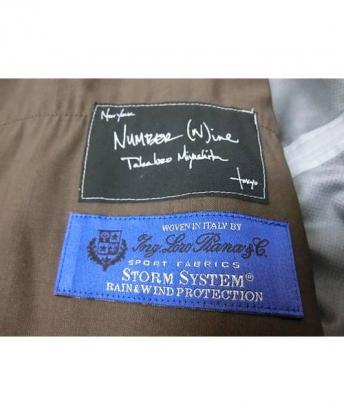 New York
NUMBER (N)ine
Takahiro Miyashita
tokyo
WOVEN IN ITALY BY
Ing. Loro Piana & C.
SPORT FABRICS
STORM SYSTEM®
RAIN & WIND PROTECTION